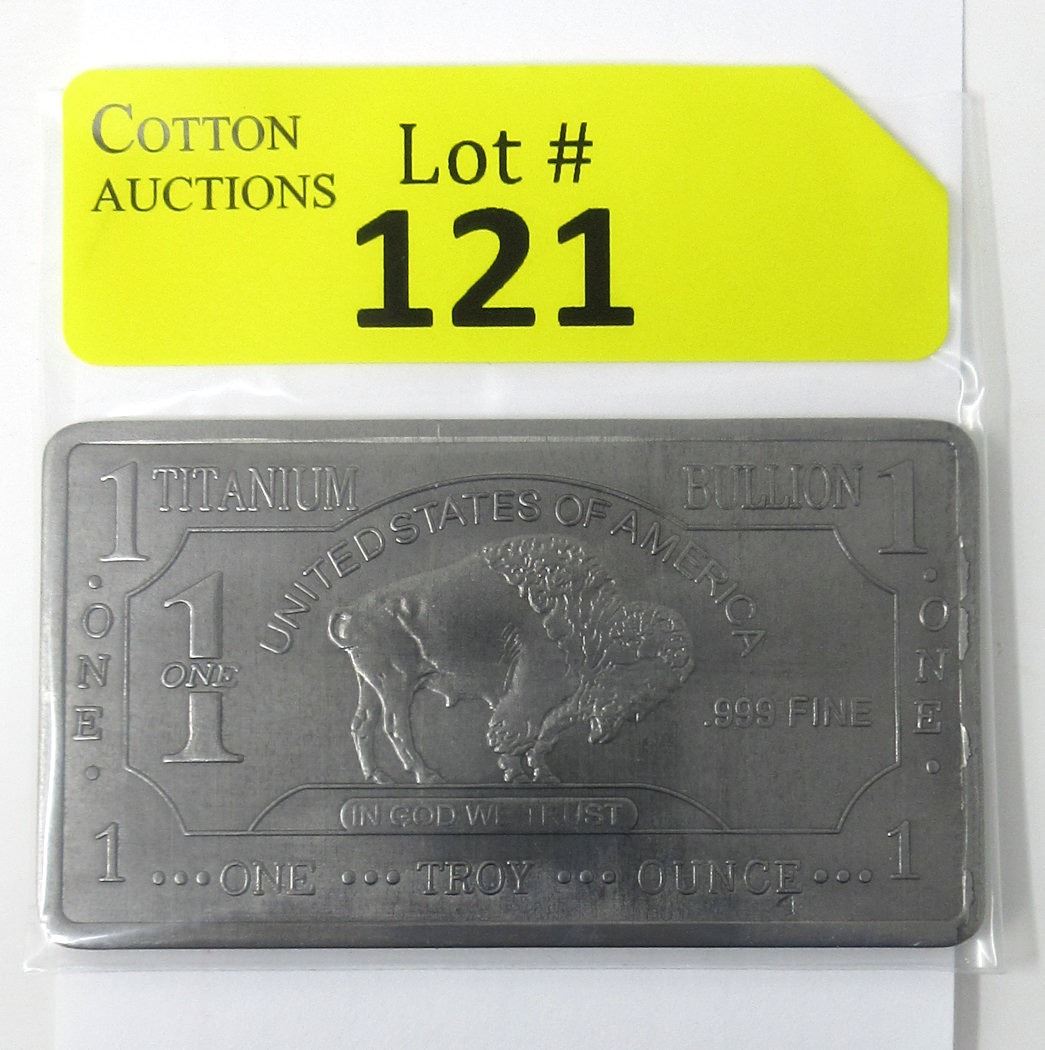 COTTON
AUCTIONS
Lot #
121
1 TITANIUM BULLION 1
UNITED STATES OF AMERICA
· ONE ·
1
ONE
.999 FINE
· ONE ·
IN GOD WE TRUST
1 ... ONE ... TROY ... OUNCE ... 1